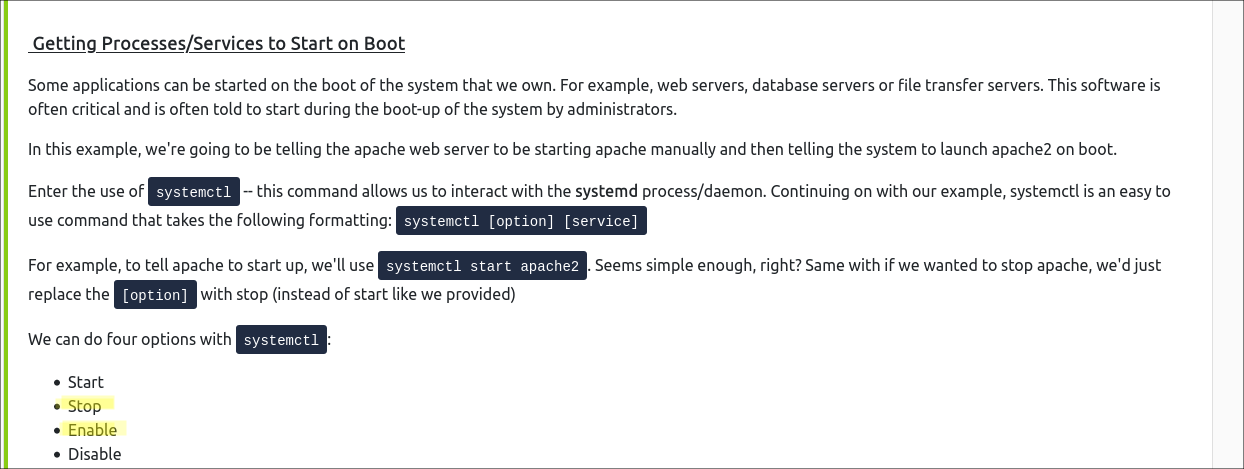 Getting Processes/Services to Start on Boot
Some applications can be started on the boot of the system that we own. For example, web servers, database servers or file transfer servers. This software is
often critical and is often told to start during the boot-up of the system by administrators.
In this example, we're going to be telling the apache web server to be starting apache manually and then telling the system to launch apache2 on boot.
Enter the use of systemctl -- this command allows us to interact with the systemd process/daemon. Continuing on with our example, systemctl is an easy to
use command that takes the following formatting: systemctl [option] [service]
For example, to tell apache to start up, we'll use systemctl start apache2. Seems simple enough, right? Same with if we wanted to stop apache, we'd just
replace the [option] with stop (instead of start like we provided)
We can do four options with systemctl:
• Start
• Stop
• Enable
• Disable